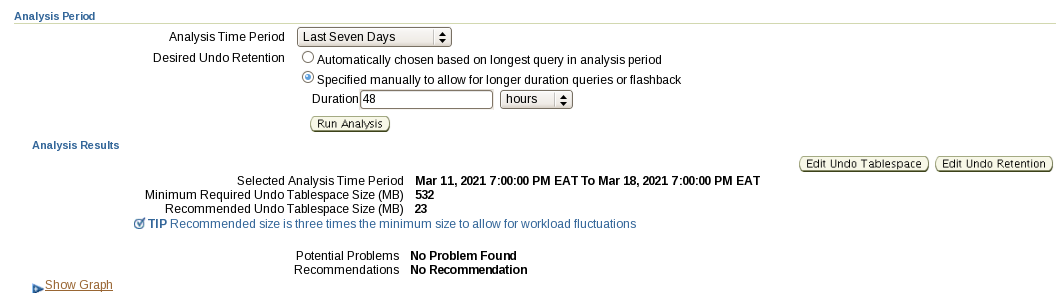 Analysis Period
Analysis Time Period Last Seven Days
Desired Undo Retention Automatically chosen based on longest query in analysis period
Specified manually to allow for longer duration queries or flashback
Duration 48 hours
Run Analysis
Analysis Results
Edit Undo Tablespace Edit Undo Retention
Selected Analysis Time Period Mar 11, 2021 7:00:00 PM EAT To Mar 18, 2021 7:00:00 PM EAT
Minimum Required Undo Tablespace Size (MB) 532
Recommended Undo Tablespace Size (MB) 23
TIP Recommended size is three times the minimum size to allow for workload fluctuations
Potential Problems No Problem Found
Recommendations No Recommendation
Show Graph